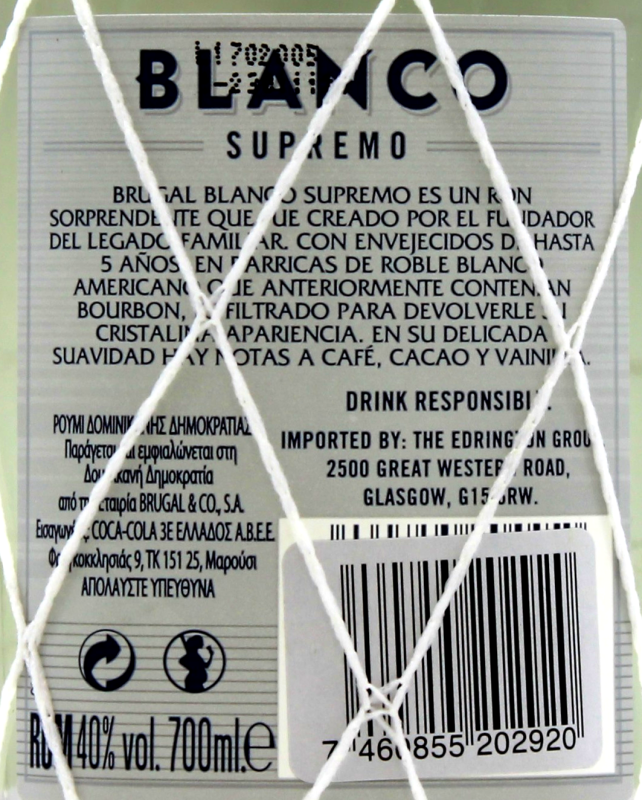 BLANCO
SUPREMO
BRUGAL BLANCO SUPREMO ES UN RON
SORPRENDENTE QUE FUE CREADO POR EL FUNDADOR
DEL LEGADO FAMILIAR. CON ENVEJECIDOS DE HASTA
5 AÑOS EN BARRICAS DE ROBLE BLANCO
AMERICANO QUE ANTERIORMENTE CONTENÍAN
BOURBON, ES FILTRADO PARA DEVOLVERLE SU
CRISTALINA APARIENCIA. EN SU DELICADA
SUAVIDAD HAY NOTAS A CAFÉ, CACAO Y VAINILLA.
DRINK RESPONSIBLY.
IMPORTED BY: THE EDRINGTON GROUP
2500 GREAT WESTERN ROAD,
GLASGOW, G15 6RW.
ΡΟΥΜΙ ΔΟΜΙΝΙΚΑΝΗΣ ΔΗΜΟΚΡΑΤΙΑΣ
Παράγεται και εμφιαλώνεται στη
Δομινικανή Δημοκρατία
από την εταιρία BRUGAL & CO., S.A.
Εισαγωγέας: COCA-COLA 3E ΕΛΛΑΔΟΣ Α.Β.Ε.Ε.
Φραγκοκκλησιάς 9, ΤΚ 151 25, Μαρούσι
ΑΠΟΛΑΥΣΤΕ ΥΠΕΥΘΥΝΑ
RUM 40% vol. 700ml. e
7 460855 202920